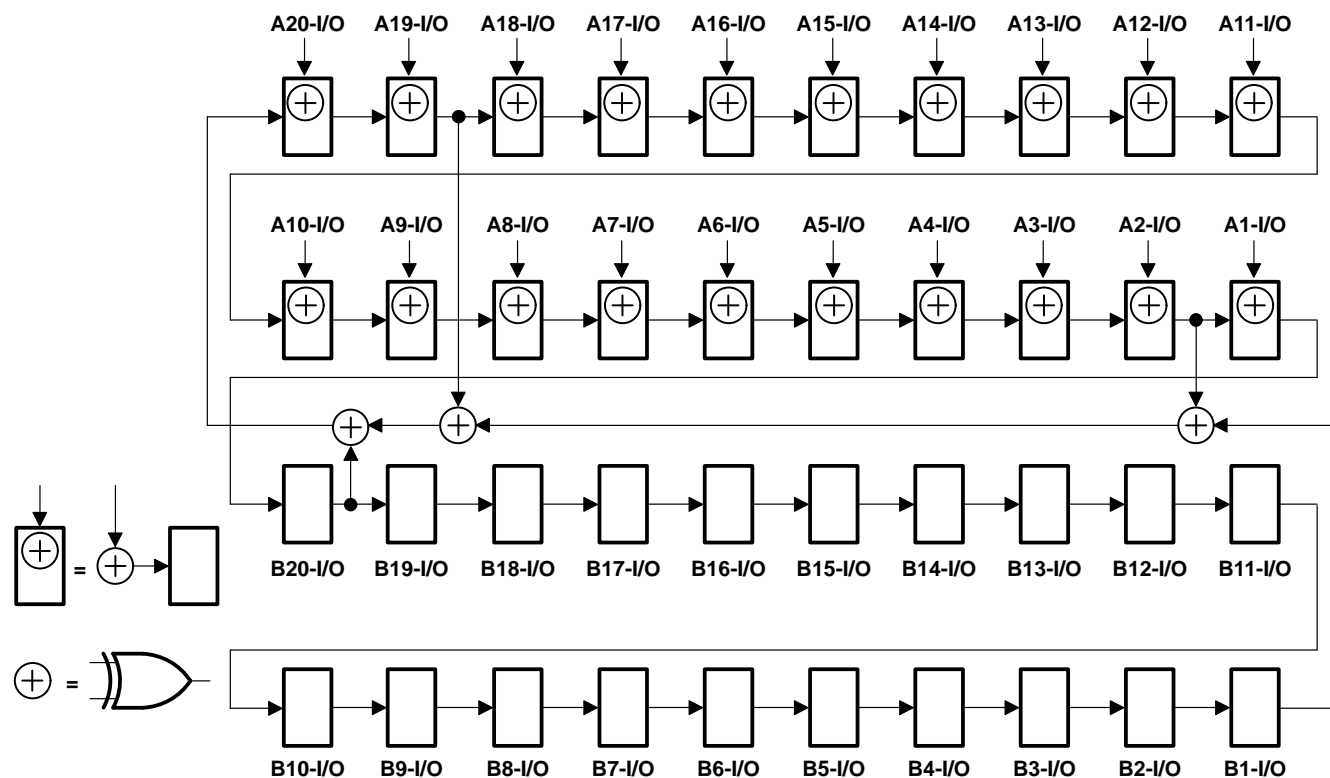 A20-I/O A19-I/O A18-I/O A17-I/O A16-I/O A15-I/O A14-I/O A13-I/O A12-I/O A11-I/O
A10-I/O A9-I/O A8-I/O A7-I/O A6-I/O A5-I/O A4-I/O A3-I/O A2-I/O A1-I/O
=
B20-I/O B19-I/O B18-I/O B17-I/O B16-I/O B15-I/O B14-I/O B13-I/O B12-I/O B11-I/O
=
B10-I/O B9-I/O B8-I/O B7-I/O B6-I/O B5-I/O B4-I/O B3-I/O B2-I/O B1-I/O